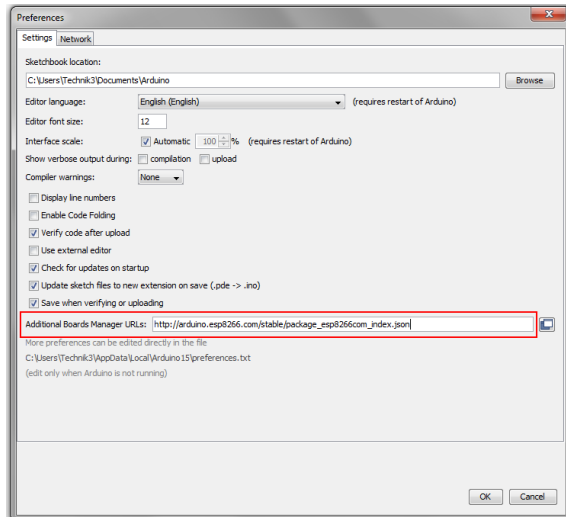 Preferences
Settings Network
Sketchbook location:
C:\Users\Technik3\Documents\Arduino Browse
Editor language: English (English) (requires restart of Arduino)
Editor font size: 12
Interface scale: Automatic 100 % (requires restart of Arduino)
Show verbose output during: compilation upload
Compiler warnings: None
Display line numbers
Enable Code Folding
Verify code after upload
Use external editor
Check for updates on startup
Update sketch files to new extension on save (.pde -> .ino)
Save when verifying or uploading
Additional Boards Manager URLs: http://arduino.esp8266.com/stable/package_esp8266com_index.json
More preferences can be edited directly in the file
C:\Users\Technik3\AppData\Local\Arduino15\preferences.txt
(edit only when Arduino is not running)
OK Cancel